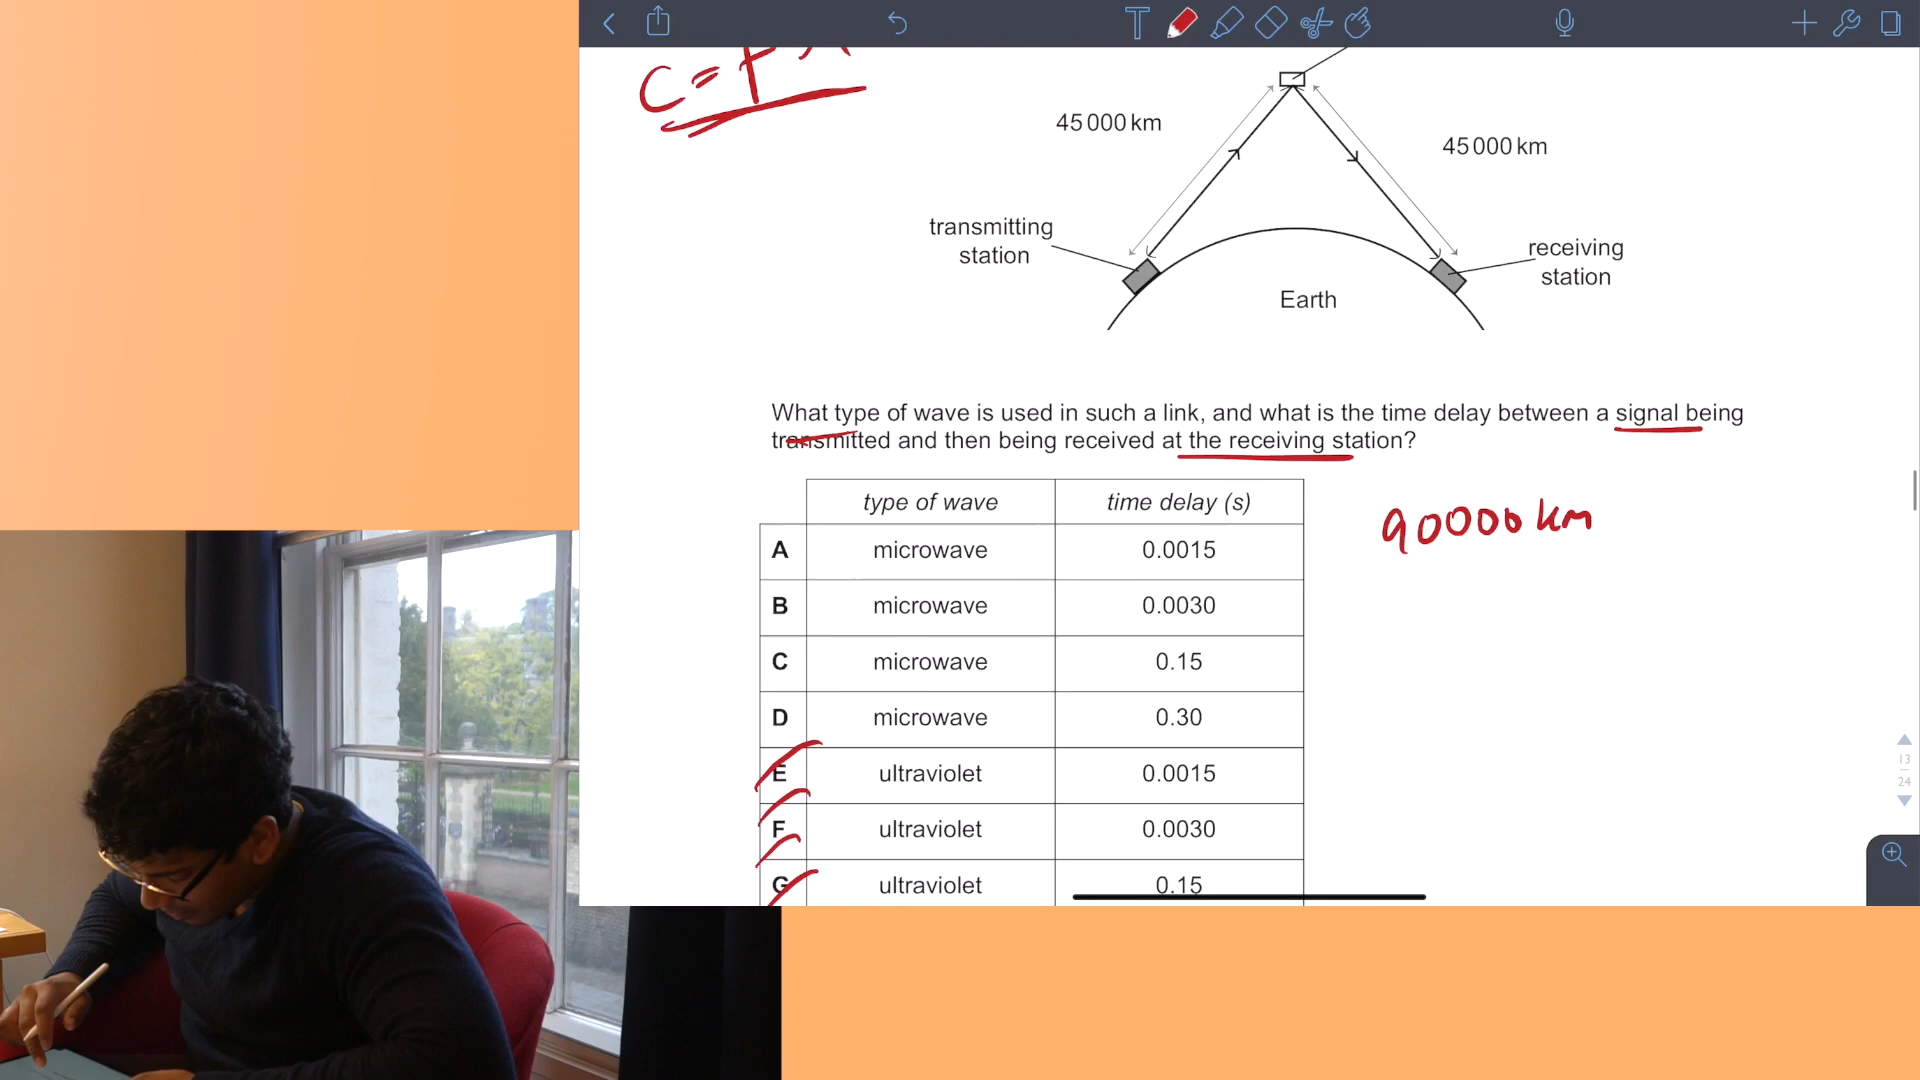 c = fλ
45 000 km
45 000 km
transmitting
station
receiving
station
Earth
What type of wave is used in such a link, and what is the time delay between a signal being
transmitted and then being received at the receiving station?
type of wave time delay (s)
A microwave 0.0015
B microwave 0.0030
C microwave 0.15
D microwave 0.30
E ultraviolet 0.0015
F ultraviolet 0.0030
G ultraviolet 0.15
90000 km
13
24